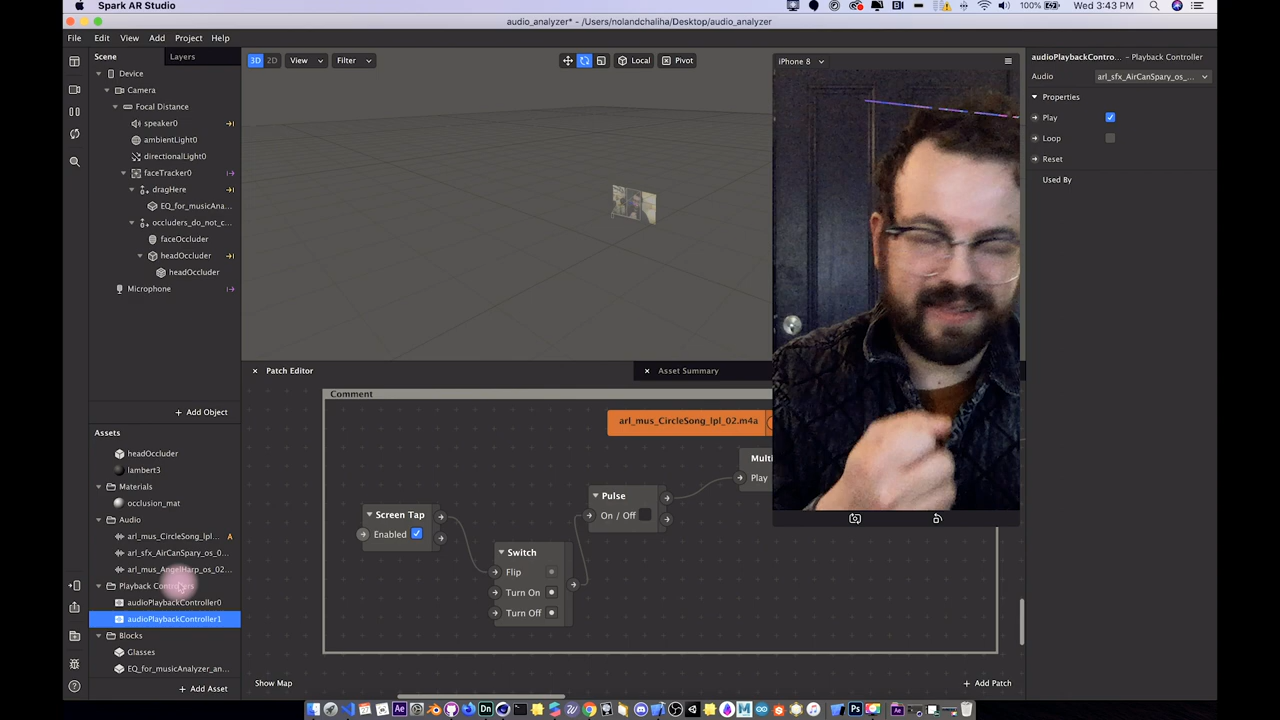 Spark AR Studio
100%
Wed 3:43 PM
audio_analyzer* - /Users/nolandchaliha/Desktop/audio_analyzer
File Edit View Add Project Help
Scene Layers
Device
Camera
Focal Distance
speaker0
ambientLight0
directionalLight0
faceTracker0
dragHere
EQ_for_musicAna...
occluders_do_not_c...
faceOccluder
headOccluder
headOccluder
Microphone
+ Add Object
Assets
headOccluder
lambert3
Materials
occlusion_mat
Audio
arl_mus_CircleSong_lpl... A
arl_sfx_AirCanSpary_os_0...
arl_mus_AngelHarp_os_02...
Playback Controllers
audioPlaybackController0
audioPlaybackController1
Blocks
Glasses
EQ_for_musicAnalyzer_an...
+ Add Asset
3D 2D View Filter Local Pivot
iPhone 8
× Patch Editor
× Asset Summary
Comment
arl_mus_CircleSong_lpl_02.m4a
Multi
Play
Pulse
On / Off
Screen Tap
Enabled
Switch
Flip
Turn On
Turn Off
Show Map
+ Add Patch
audioPlaybackContro... – Playback Controller
Audio arl_sfx_AirCanSpary_os_...
Properties
Play
Loop
Reset
Used By